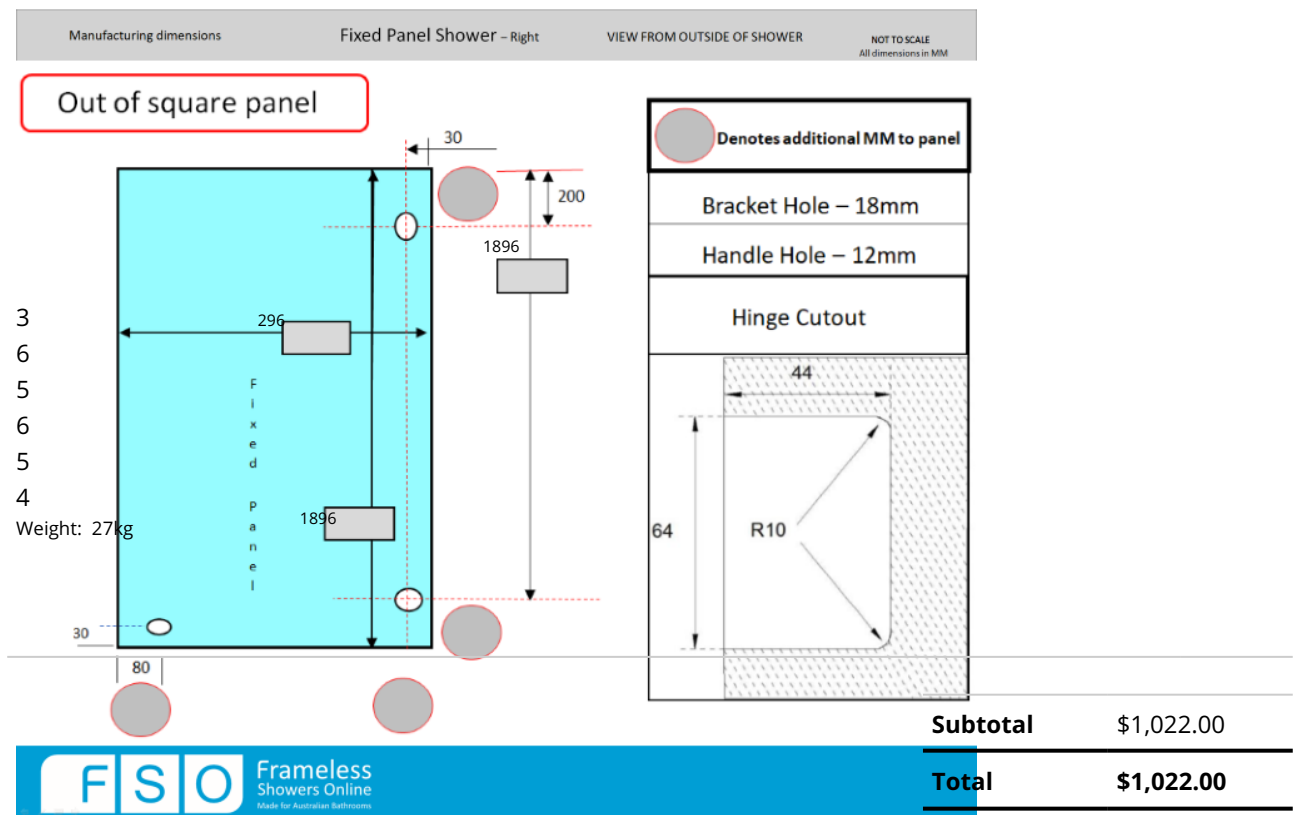 Manufacturing dimensions
Fixed Panel Shower – Right
VIEW FROM OUTSIDE OF SHOWER
NOT TO SCALE
All dimensions in MM
Out of square panel
30
200
1896
296
1896
Fixed Panel
3
6
5
6
5
4
Weight: 27kg
30
80
Denotes additional MM to panel
Bracket Hole – 18mm
Handle Hole – 12mm
Hinge Cutout
44
64
R10
Subtotal $1,022.00
Total $1,022.00
FSO
Frameless
Showers Online
Made for Australian Bathrooms